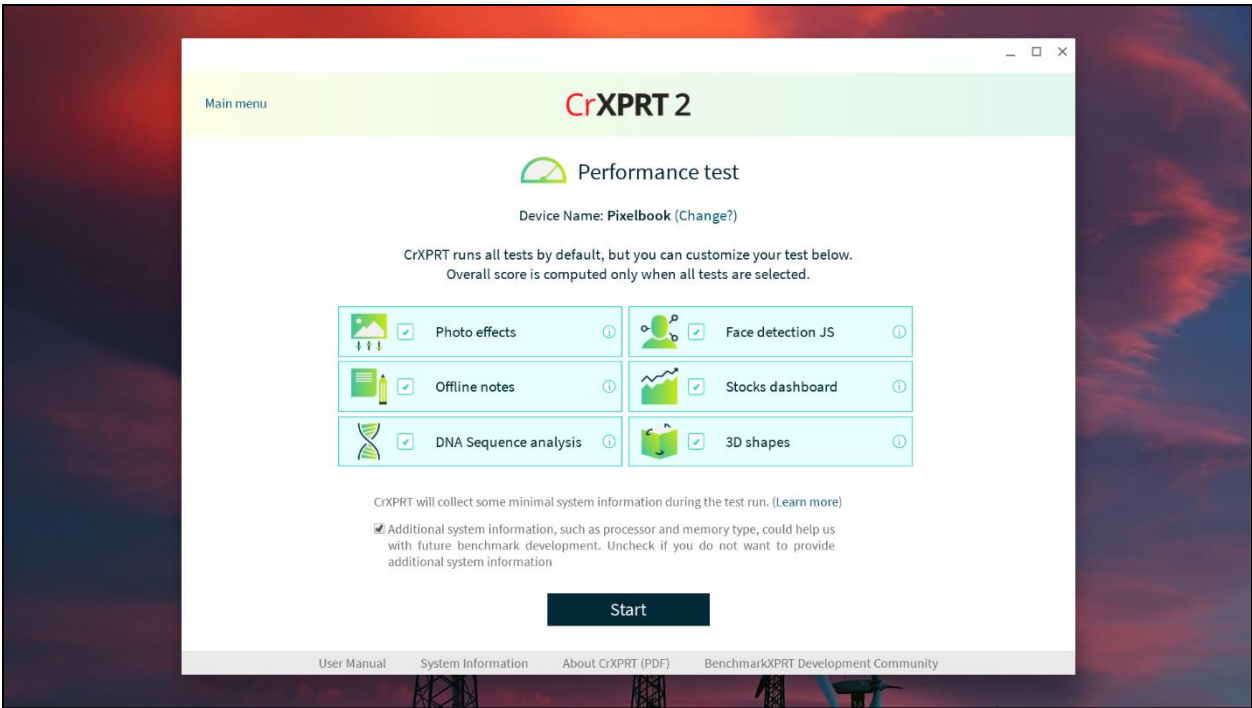 Main menu
CrXPRT 2
Performance test
Device Name: Pixelbook (Change?)
CrXPRT runs all tests by default, but you can customize your test below.
Overall score is computed only when all tests are selected.
Photo effects
Face detection JS
Offline notes
Stocks dashboard
DNA Sequence analysis
3D shapes
CrXPRT will collect some minimal system information during the test run. (Learn more)
Additional system information, such as processor and memory type, could help us
with future benchmark development. Uncheck if you do not want to provide
additional system information
Start
User Manual System Information About CrXPRT (PDF) BenchmarkXPRT Development Community